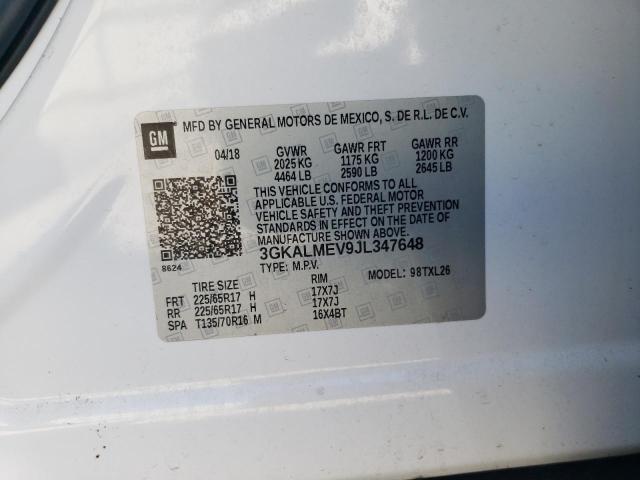 GM
MFD BY GENERAL MOTORS DE MEXICO, S. DE R.L. DE C.V.
04/18 GVWR GAWR FRT GAWR RR
2025 KG 1175 KG 1200 KG
4464 LB 2590 LB 2645 LB
THIS VEHICLE CONFORMS TO ALL
APPLICABLE U.S. FEDERAL MOTOR
VEHICLE SAFETY AND THEFT PREVENTION
STANDARDS IN EFFECT ON THE DATE OF
MANUFACTURE SHOWN ABOVE.
8624
3GKALMEV9JL347648
TYPE: M.P.V. MODEL: 98TXL26
TIRE SIZE RIM
FRT 225/65R17 H 17X7J
RR 225/65R17 H 17X7J
SPA T135/70R16 M 16X4BT